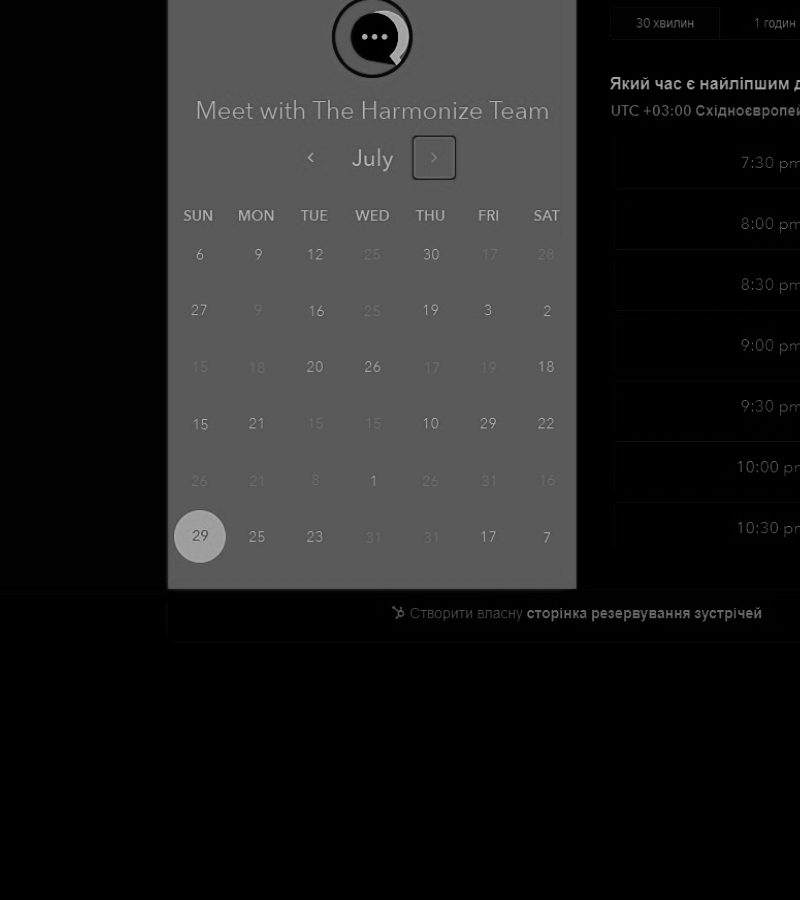 Meet with The Harmonize Team
July
SUN MON TUE WED THU FRI SAT
6 9 12 25 30 17 28
27 9 16 25 19 3 2
15 18 20 26 17 19 18
15 21 15 15 10 29 22
26 21 8 1 26 31 16
29 25 23 31 31 17 7
30 хвилин 1 годин
Який час є найліпшим д
UTC +03:00 Східноєвропей
7:30 pm
8:00 pm
8:30 pm
9:00 pm
9:30 pm
10:00 pm
10:30 pm
Створити власну сторінка резервування зустрічей